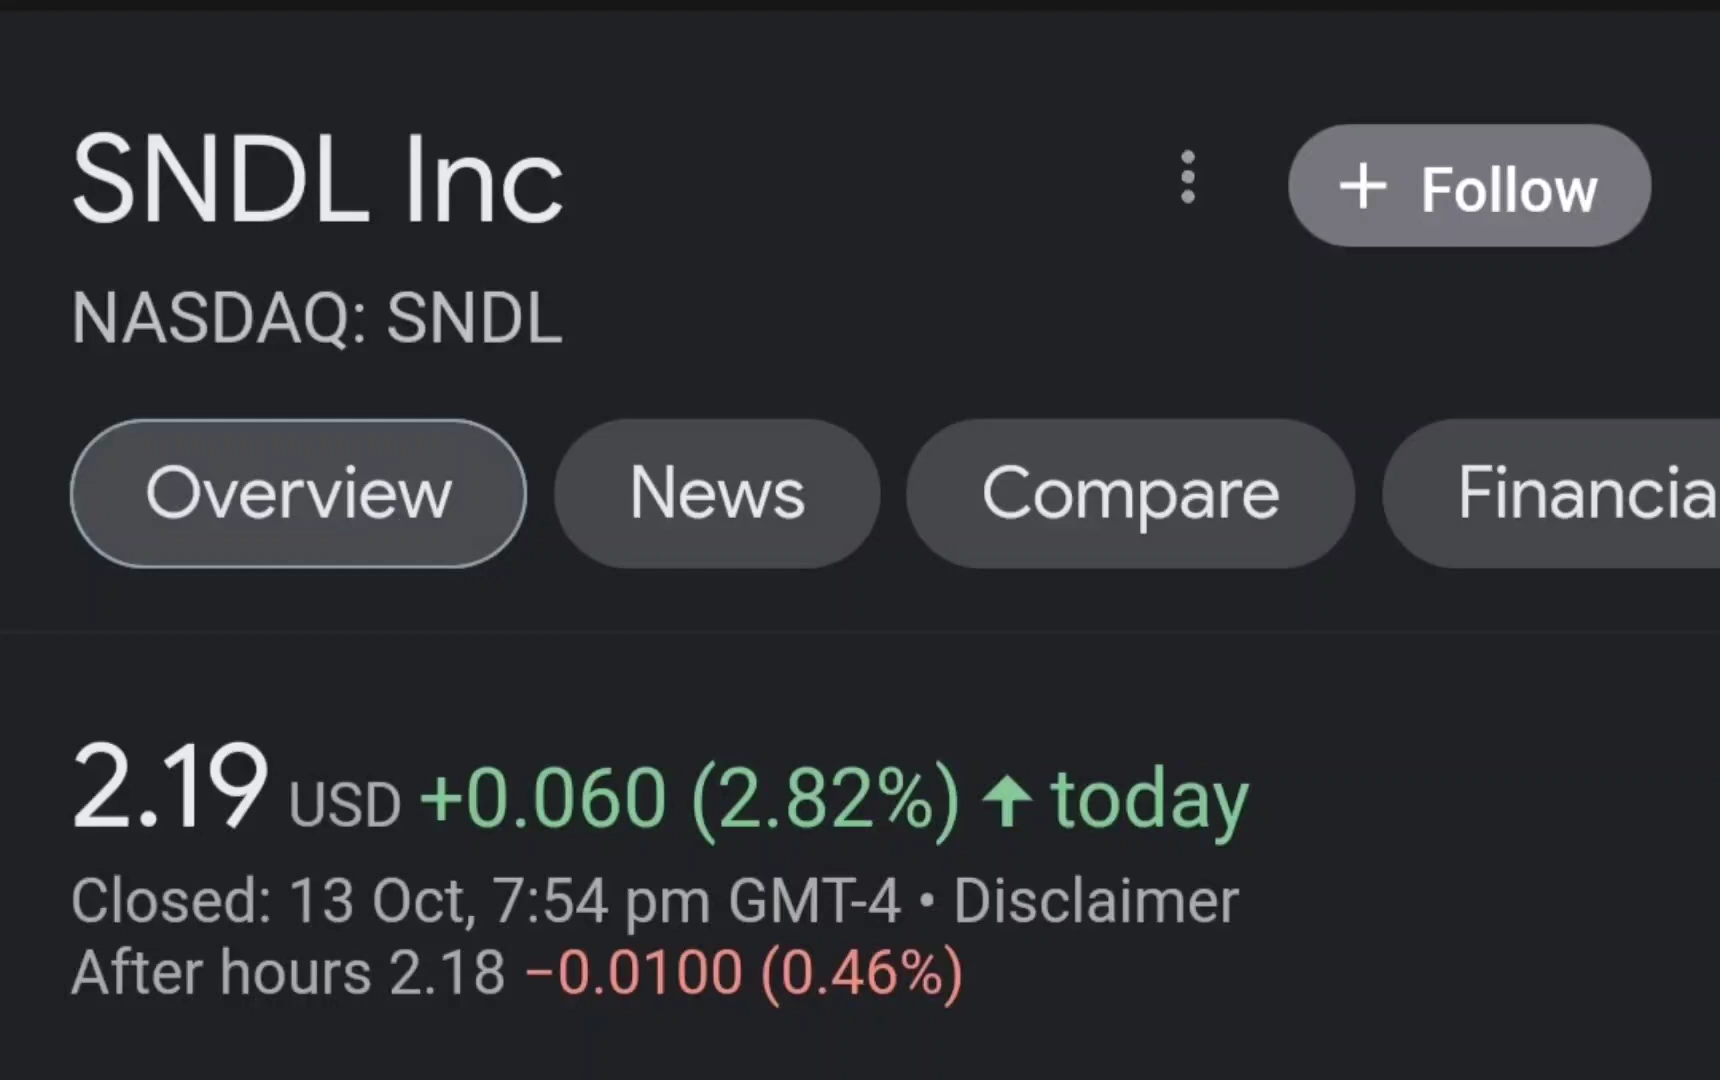 SNDL Inc
+ Follow
NASDAQ: SNDL
Overview
News
Compare
Financia
2.19 USD +0.060 (2.82%) ↑ today
Closed: 13 Oct, 7:54 pm GMT-4 • Disclaimer
After hours 2.18 −0.0100 (0.46%)